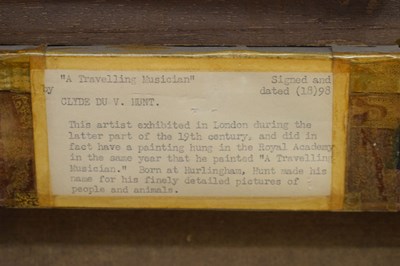 "A Travelling Musician" Signed and
by dated (18)98
CLYDE DU V. HUNT.
This artist exhibited in London during the
latter part of the 19th century, and did in
fact have a painting hung in the Royal Academy
in the same year that he painted "A Travelling
Musician." Born at Hurlingham, Hunt made his
name for his finely detailed pictures of
people and animals.